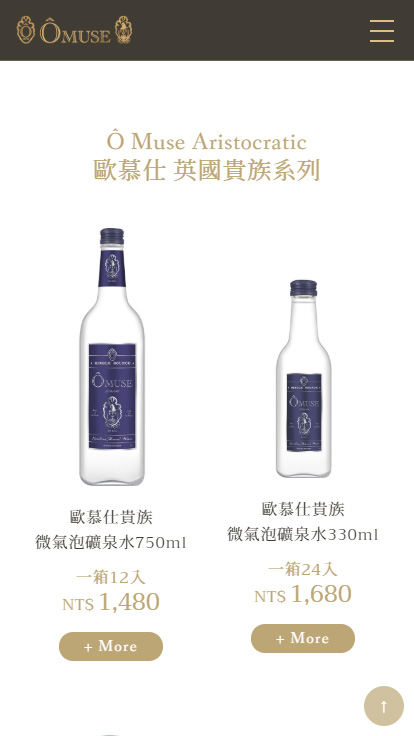 ÔMUSE
Ô Muse Aristocratic
歐慕仕 英國貴族系列
ÔMUSE
ÔMUSE
歐慕仕貴族
微氣泡礦泉水750ml
一箱12入
NT$ 1,480
+ More
歐慕仕貴族
微氣泡礦泉水330ml
一箱24入
NT$ 1,680
+ More
↑